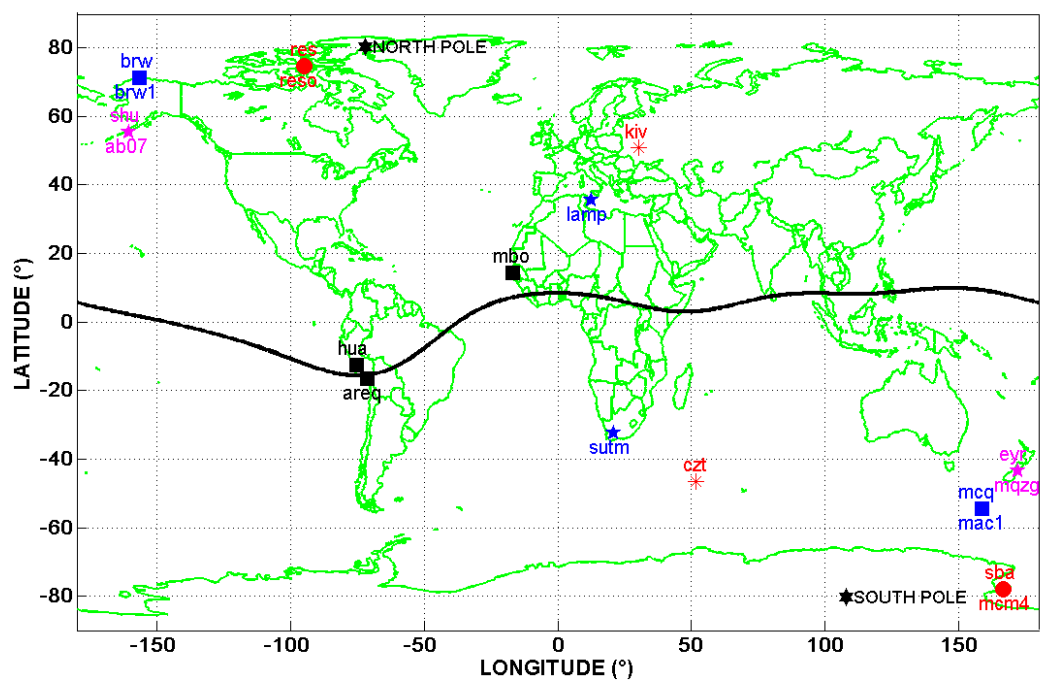 80
60
40
20
0
-20
-40
-60
-80
LATITUDE (°)
brw
brw1
shu
ab07
res
reso
NORTH POLE
kiv
lamp
mbo
hua
areq
sutm
czt
eyr
mqzg
mcq
mac1
sba
mcm4
SOUTH POLE
-150
-100
-50
0
50
100
150
LONGITUDE (°)